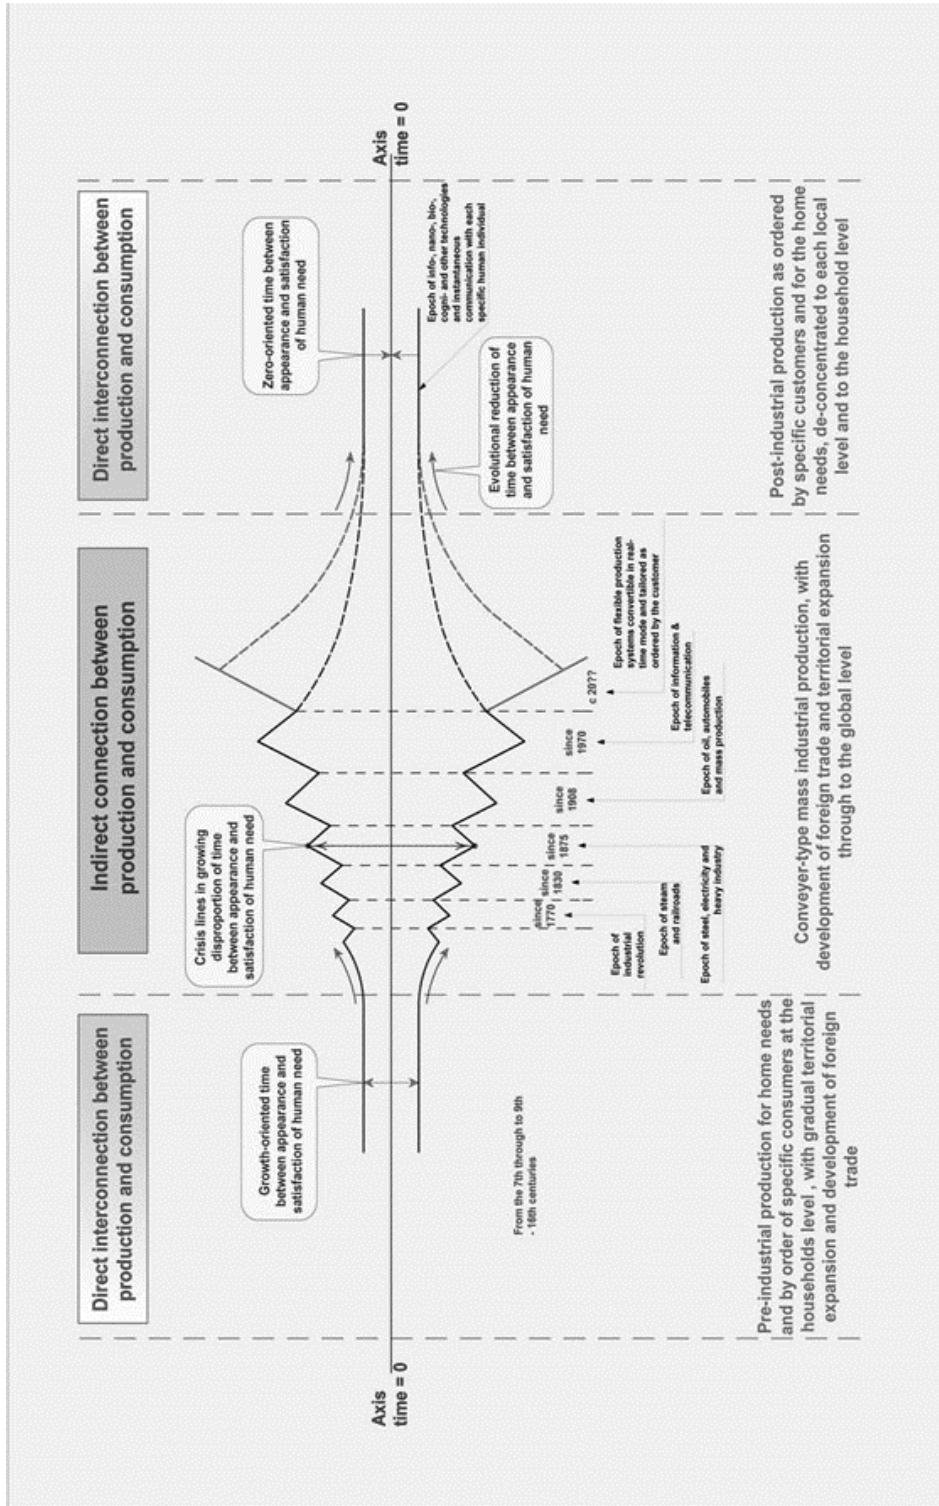 Direct interconnection between
production and consumption
Indirect connection between
production and consumption
Direct interconnection between
production and consumption
Growth-oriented time
between appearance and
satisfaction of human need
Crisis lines in growing
disproportion of time
between appearance and
satisfaction of human need
Zero-oriented time between
appearance and satisfaction
of human need
Axis
time = 0
Axis
time = 0
Epoch of info-, nano-, bio-,
cogni- and other technologies
and instantaneous
communication with each
specific human individual
Evolutional reduction of
time between appearance
and satisfaction of human
need
From the 7th through to 9th
- 16th centuries
since
1770
since
1830
since
1875
since
1908
since
1970
c 20??
Epoch of
industrial
revolution
Epoch of steam
and railroads
Epoch of steel, electricity and
heavy industry
Epoch of oil, automobiles
and mass production
Epoch of information &
telecommunication
Epoch of flexible production
systems convertible in real-
time mode and tailored as
ordered by the customer
Pre-industrial production for home needs
and by order of specific consumers at the
households level , with gradual territorial
expansion and development of foreign
trade
Conveyer-type mass industrial production, with
development of foreign trade and territorial expansion
through to the global level
Post-industrial production as ordered
by specific customers and for the home
needs, de-concentrated to each local
level and to the household level